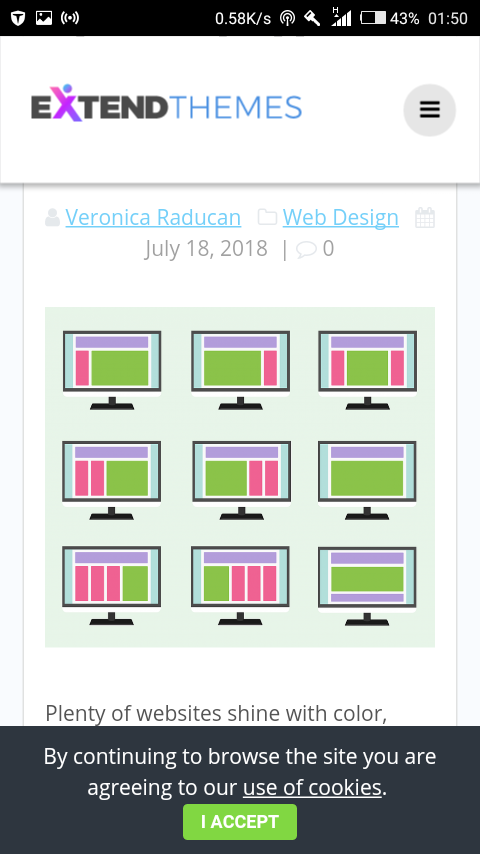 0.58K/s H 43% 01:50
EXTENDTHEMES
Veronica Raducan Web Design
July 18, 2018 | 0
Plenty of websites shine with color,
By continuing to browse the site you are
agreeing to our use of cookies.
I ACCEPT